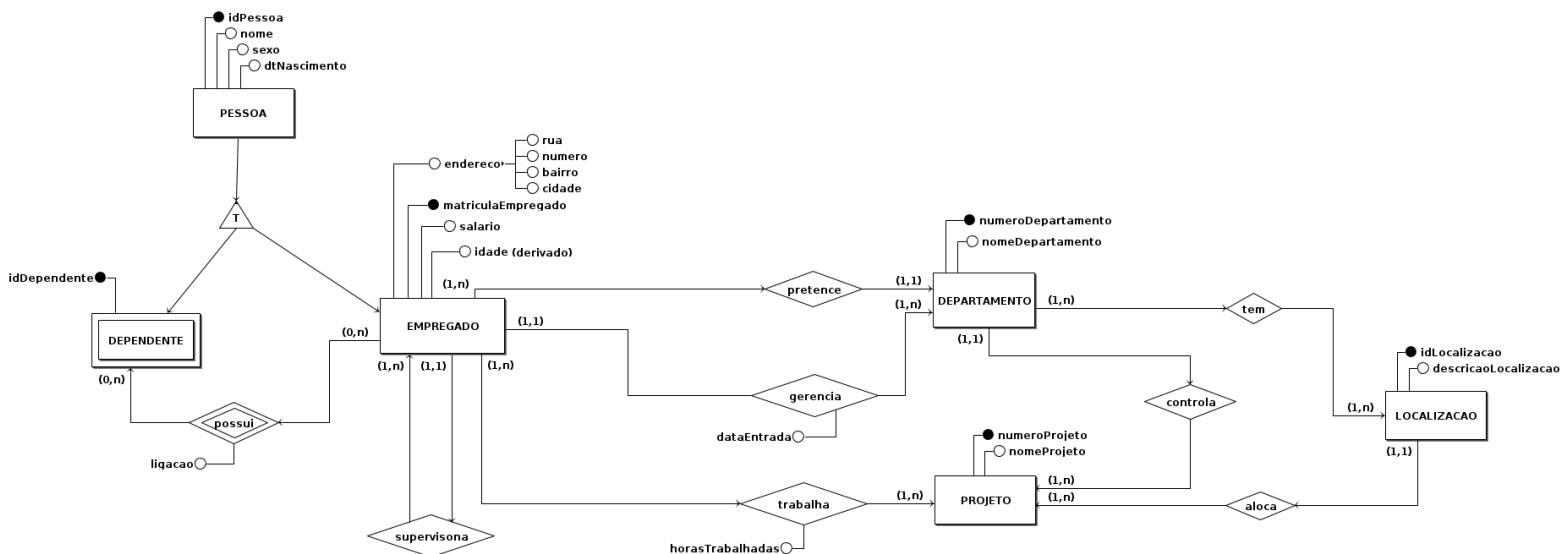 idPessoa
nome
sexo
dtNascimento
PESSOA
T
endereco
rua
numero
bairro
cidade
matriculaEmpregado
salario
idade (derivado)
(1,n)
EMPREGADO
(1,1)
(0,n)
(1,n)
(1,1)
(1,n)
idDependente
DEPENDENTE
(0,n)
possui
ligacao
supervisona
pretence
(1,1)
(1,n)
gerencia
dataEntrada
trabalha
horasTrabalhadas
(1,n)
numeroDepartamento
nomeDepartamento
DEPARTAMENTO
(1,n)
(1,1)
tem
controla
numeroProjeto
nomeProjeto
PROJETO
(1,n)
(1,n)
aloca
idLocalizacao
descricaoLocalizacao
(1,n)
LOCALIZACAO
(1,1)